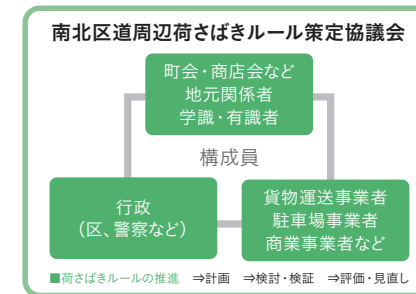 南北区道周辺荷さばきルール策定協議会
町会・商店会など
地元関係者
学識・有識者
構成員
行政
（区、警察など）
貨物運送事業者
駐車場事業者
商業事業者など
■荷さばきルールの推進　⇒計画　⇒検討・検証　⇒評価・見直し